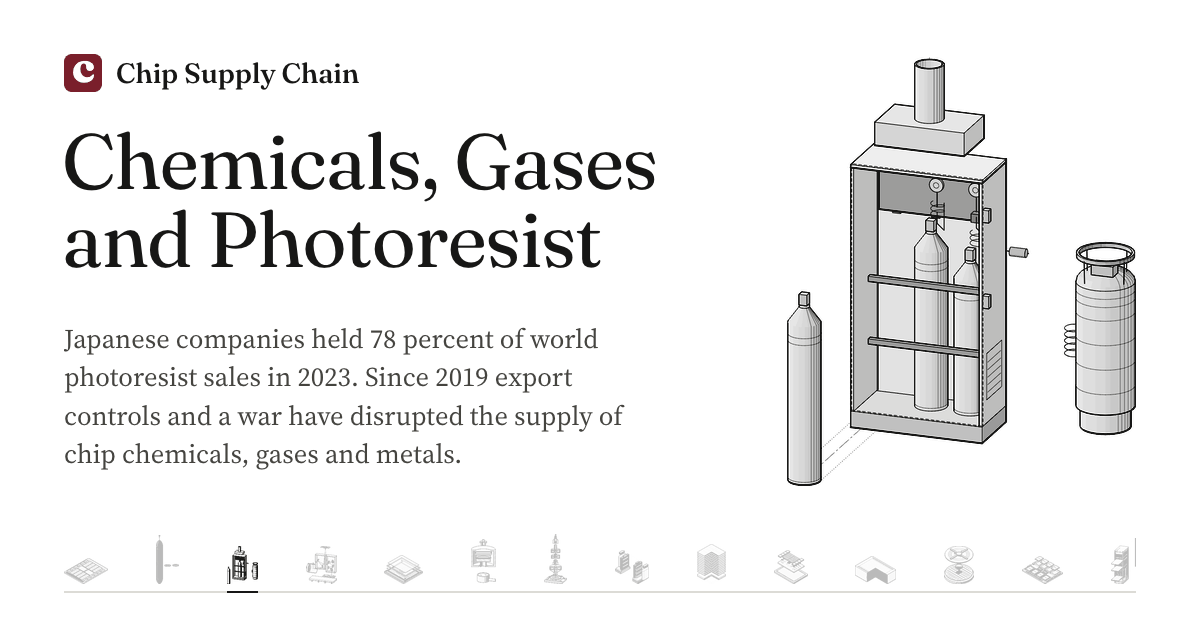 C Chip Supply Chain
Chemicals, Gases
and Photoresist
Japanese companies held 78 percent of world
photoresist sales in 2023. Since 2019 export
controls and a war have disrupted the supply of
chip chemicals, gases and metals.